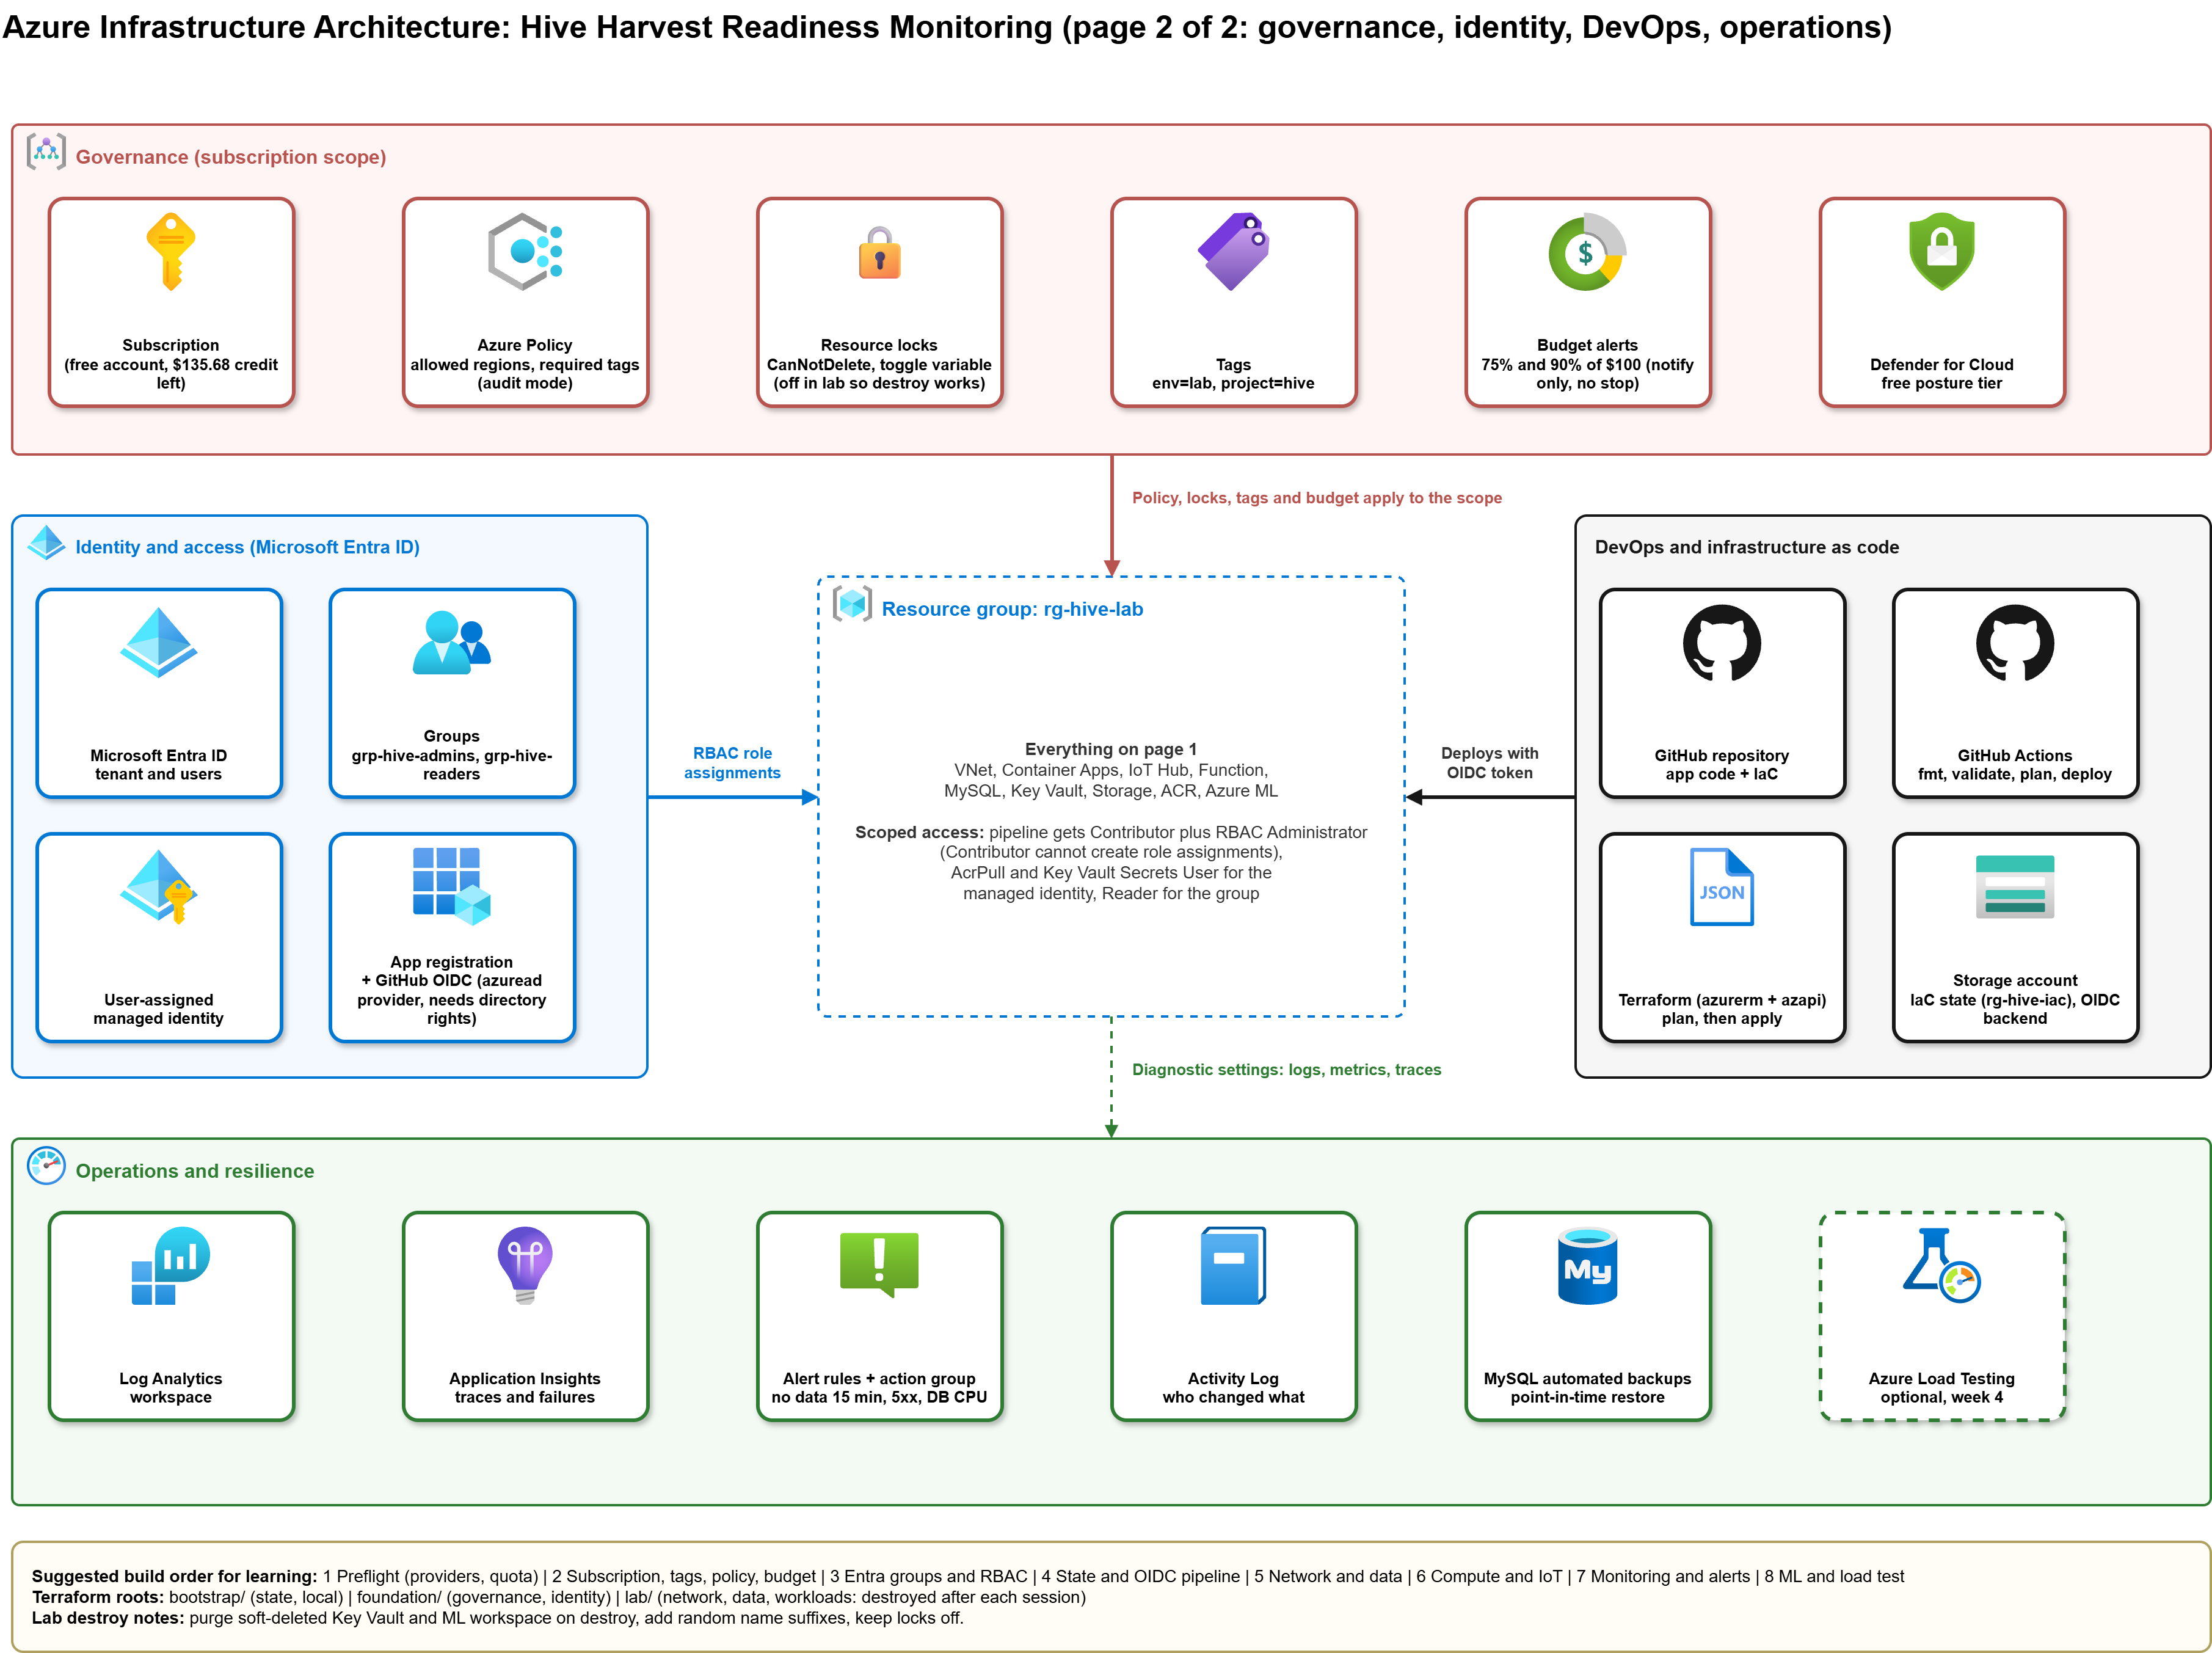 Azure Infrastructure Architecture: Hive Harvest Readiness Monitoring (page 2 of 2: governance, identity, DevOps, operations)
Governance (subscription scope)
Subscription
(free account, $135.68 credit
left)
Azure Policy
allowed regions, required tags
(audit mode)
Resource locks
CanNotDelete, toggle variable
(off in lab so destroy works)
Tags
env=lab, project=hive
$
Budget alerts
75% and 90% of $100 (notify
only, no stop)
Defender for Cloud
free posture tier
Policy, locks, tags and budget apply to the scope
Identity and access (Microsoft Entra ID)
Microsoft Entra ID
tenant and users
Groups
grp-hive-admins, grp-hive-
readers
User-assigned
managed identity
App registration
+ GitHub OIDC (azuread
provider, needs directory
rights)
RBAC role
assignments
Resource group: rg-hive-lab
Everything on page 1
VNet, Container Apps, IoT Hub, Function,
MySQL, Key Vault, Storage, ACR, Azure ML
Scoped access: pipeline gets Contributor plus RBAC Administrator
(Contributor cannot create role assignments),
AcrPull and Key Vault Secrets User for the
managed identity, Reader for the group
Deploys with
OIDC token
DevOps and infrastructure as code
GitHub repository
app code + IaC
GitHub Actions
fmt, validate, plan, deploy
JSON
Terraform (azurerm + azapi)
plan, then apply
Storage account
IaC state (rg-hive-iac), OIDC
backend
Diagnostic settings: logs, metrics, traces
Operations and resilience
Log Analytics
workspace
Application Insights
traces and failures
Alert rules + action group
no data 15 min, 5xx, DB CPU
Activity Log
who changed what
My
MySQL automated backups
point-in-time restore
Azure Load Testing
optional, week 4
Suggested build order for learning: 1 Preflight (providers, quota) | 2 Subscription, tags, policy, budget | 3 Entra groups and RBAC | 4 State and OIDC pipeline | 5 Network and data | 6 Compute and IoT | 7 Monitoring and alerts | 8 ML and load test
Terraform roots: bootstrap/ (state, local) | foundation/ (governance, identity) | lab/ (network, data, workloads: destroyed after each session)
Lab destroy notes: purge soft-deleted Key Vault and ML workspace on destroy, add random name suffixes, keep locks off.